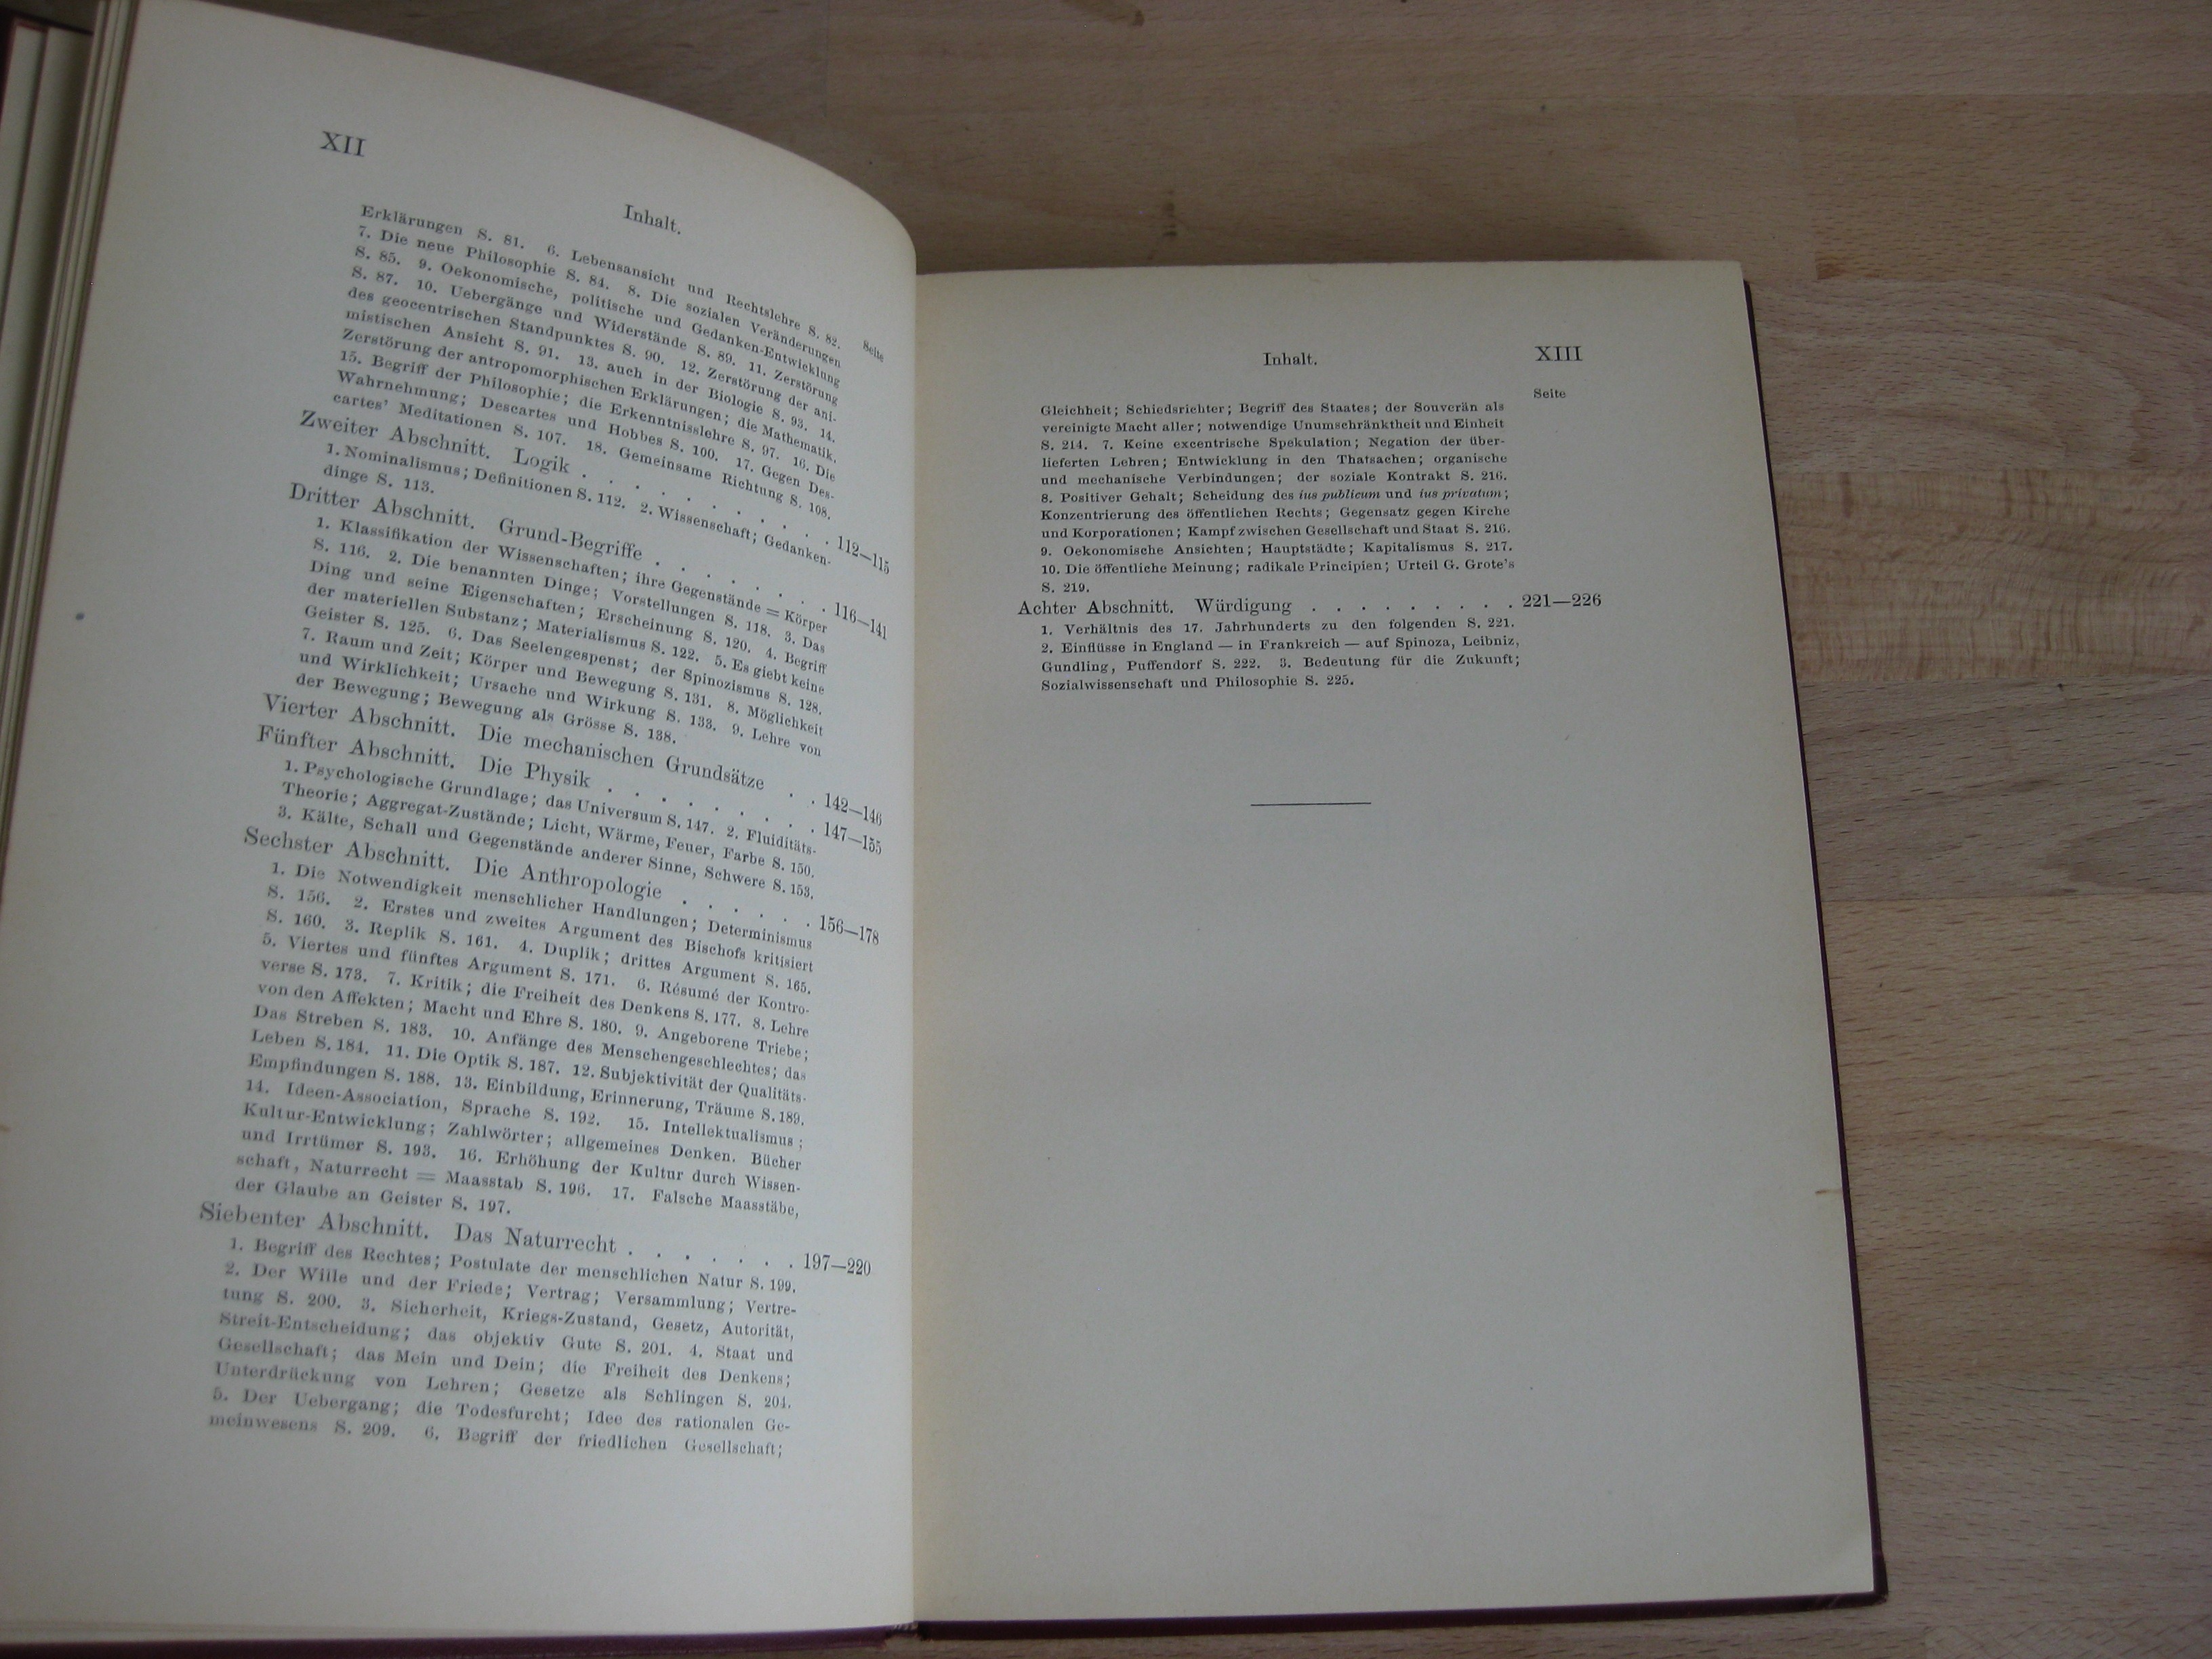 XII
Inhalt.
Seite
Erklärungen S. 81. 6. Lebensansicht und Rechtslehre S. 82.
7. Die neue Philosophie S. 84. 8. Die sozialen Veränderungen
S. 85. 9. Oekonomische, politische und Gedanken-Entwicklung
S. 87. 10. Uebergänge und Widerstände S. 89. 11. Zerstörung
des geocentrischen Standpunktes S. 90. 12. Zerstörung der ani-
mistischen Ansicht S. 91. 13. auch in der Biologie S. 93. 14.
Zerstörung der antropomorphischen Erklärungen; die Mathematik.
15. Begriff der Philosophie; die Erkenntnisslehre S. 97. 16. Die
Wahrnehmung; Descartes und Hobbes S. 100. 17. Gegen Des-
cartes' Meditationen S. 107. 18. Gemeinsame Richtung S. 108.
Zweiter Abschnitt. Logik . . . . . . . . 112—115
1. Nominalismus; Definitionen S. 112. 2. Wissenschaft; Gedanken-
dinge S. 113.
Dritter Abschnitt. Grund-Begriffe . . . . . . . 116—141
1. Klassifikation der Wissenschaften; ihre Gegenstände = Körper
S. 116. 2. Die benannten Dinge; Vorstellungen S. 118. 3. Das
Ding und seine Eigenschaften; Erscheinung S. 120. 4. Begriff
der materiellen Substanz; Materialismus S. 122. 5. Es giebt keine
Geister S. 125. 6. Das Seelengespenst; der Spinozismus S. 128.
7. Raum und Zeit; Körper und Bewegung S. 131. 8. Möglichkeit
und Wirklichkeit; Ursache und Wirkung S. 133. 9. Lehre von
der Bewegung; Bewegung als Grösse S. 138.
Vierter Abschnitt. Die mechanischen Grundsätze . . 142—146
Fünfter Abschnitt. Die Physik . . . . . . . . . 147—155
1. Psychologische Grundlage; das Universum S. 147. 2. Fluiditäts-
Theorie; Aggregat-Zustände; Licht, Wärme, Feuer, Farbe S. 150.
3. Kälte, Schall und Gegenstände anderer Sinne, Schwere S. 153.
Sechster Abschnitt. Die Anthropologie . . . . . . 156—178
1. Die Notwendigkeit menschlicher Handlungen; Determinismus
S. 156. 2. Erstes und zweites Argument des Bischofs kritisiert
S. 160. 3. Replik S. 161. 4. Duplik; drittes Argument S. 165.
5. Viertes und fünftes Argument S. 171. 6. Résumé der Kontro-
verse S. 173. 7. Kritik; die Freiheit des Denkens S. 177. 8. Lehre
von den Affekten; Macht und Ehre S. 180. 9. Angeborene Triebe;
Das Streben S. 183. 10. Anfänge des Menschengeschlechtes; das
Leben S. 184. 11. Die Optik S. 187. 12. Subjektivität der Qualitäts-
Empfindungen S. 188. 13. Einbildung, Erinnerung, Träume S. 189.
14. Ideen-Association, Sprache S. 192. 15. Intellektualismus;
Kultur-Entwicklung; Zahlwörter; allgemeines Denken. Bücher
und Irrtümer S. 193. 16. Erhöhung der Kultur durch Wissen-
schaft, Naturrecht = Maasstab S. 196. 17. Falsche Maasstäbe,
der Glaube an Geister S. 197.
Siebenter Abschnitt. Das Naturrecht . . . . . . . 197—220
1. Begriff des Rechtes; Postulate der menschlichen Natur S. 199.
2. Der Wille und der Friede; Vertrag; Versammlung; Vertre-
tung S. 200. 3. Sicherheit, Kriegs-Zustand, Gesetz, Autorität,
Streit-Entscheidung; das objektiv Gute S. 201. 4. Staat und
Gesellschaft; das Mein und Dein; die Freiheit des Denkens;
Unterdrückung von Lehren; Gesetze als Schlingen S. 204.
5. Der Uebergang; die Todesfurcht; Idee des rationalen Ge-
meinwesens S. 209. 6. Begriff der friedlichen Gesellschaft;
Inhalt.
XIII
Seite
Gleichheit; Schiedsrichter; Begriff des Staates; der Souverän als
vereinigte Macht aller; notwendige Unumschränktheit und Einheit
S. 214. 7. Keine excentrische Spekulation; Negation der über-
lieferten Lehren; Entwicklung in den Thatsachen; organische
und mechanische Verbindungen; der soziale Kontrakt S. 216.
8. Positiver Gehalt; Scheidung des ius publicum und ius privatum;
Konzentrierung des öffentlichen Rechts; Gegensatz gegen Kirche
und Korporationen; Kampf zwischen Gesellschaft und Staat S. 216.
9. Oekonomische Ansichten; Hauptstädte; Kapitalismus S. 217.
10. Die öffentliche Meinung; radikale Principien; Urteil G. Grote's
S. 219.
Achter Abschnitt. Würdigung . . . . . . . . . 221—226
1. Verhältnis des 17. Jahrhunderts zu den folgenden S. 221.
2. Einflüsse in England — in Frankreich — auf Spinoza, Leibniz,
Gundling, Puffendorf S. 222. 3. Bedeutung für die Zukunft;
Sozialwissenschaft und Philosophie S. 225.